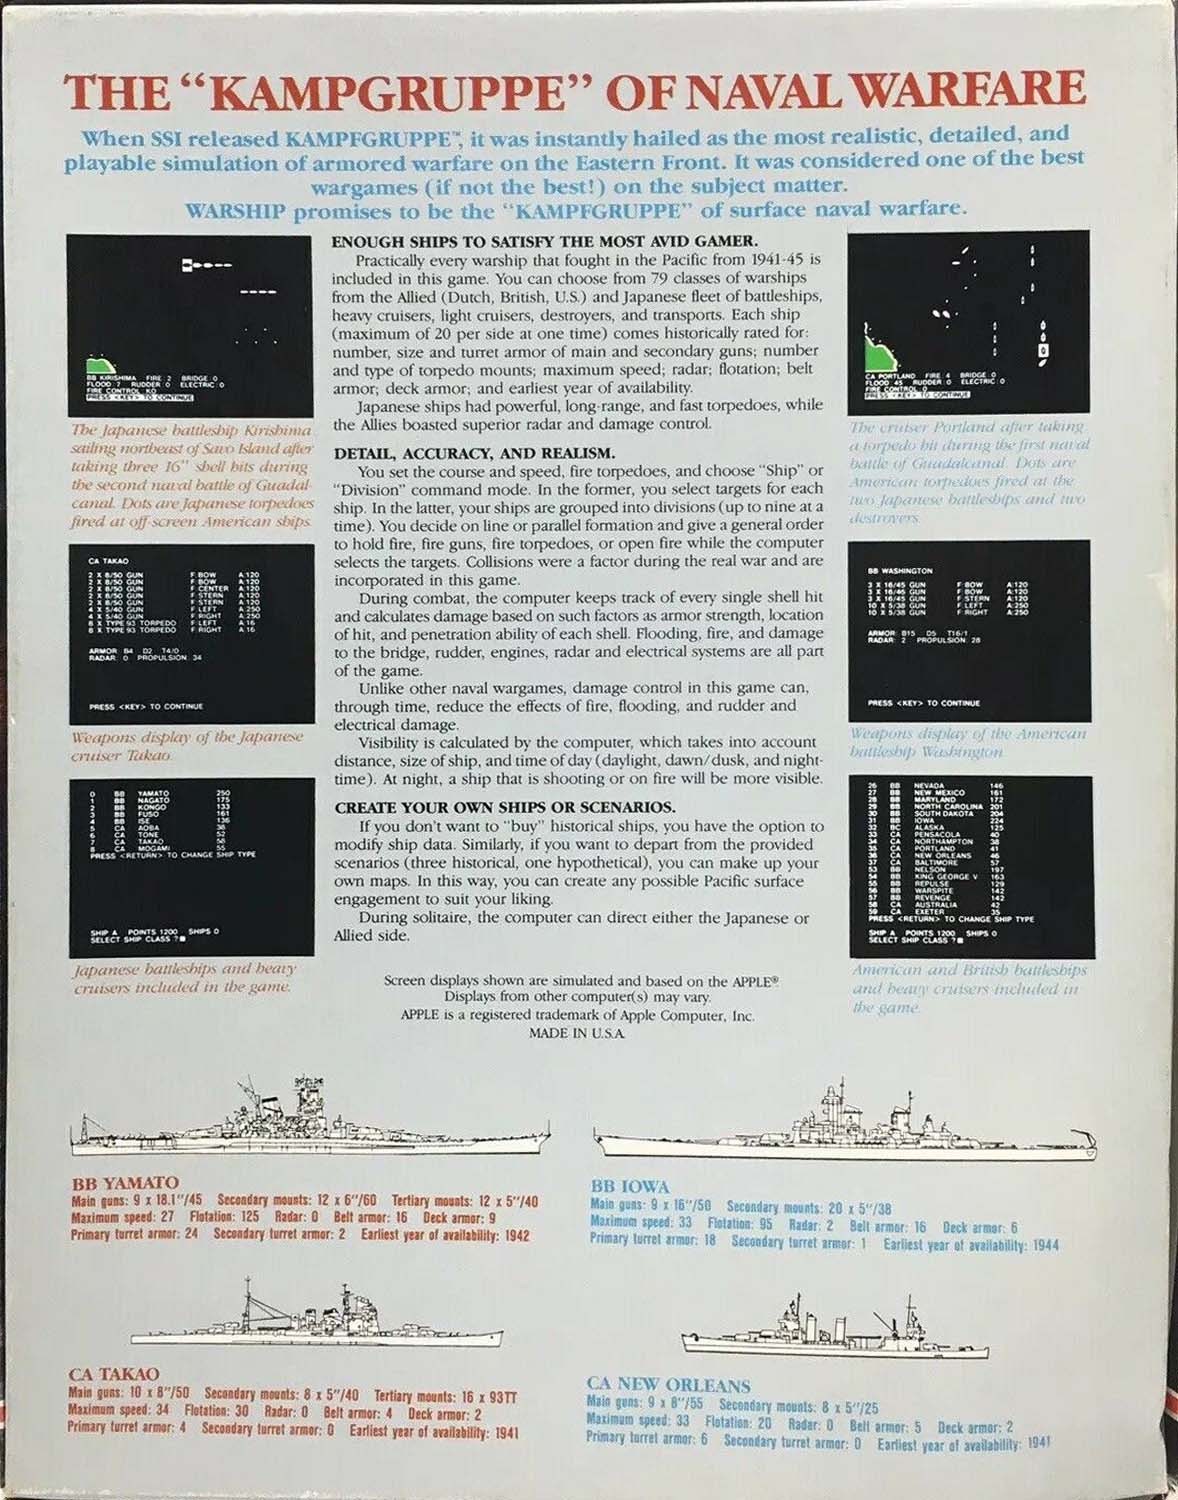 THE “KAMPGRUPPE” OF NAVAL WARFARE
When SSI released KAMPFGRUPPE™, it was instantly hailed as the most realistic, detailed, and
playable simulation of armored warfare on the Eastern Front. It was considered one of the best
wargames (if not the best!) on the subject matter.
WARSHIP promises to be the “KAMPFGRUPPE” of surface naval warfare.
BB KIRISHIMA FIRE: 2 BRIDGE: 0
FLOOD: 7 RUDDER: 0 ELECTRIC: 0
FIRE CONTROL: KO
PRESS <KEY> TO CONTINUE
The Japanese battleship Kirishima
sailing northeast of Savo Island after
taking three 16" shell hits during
the second naval battle of Guadal-
canal. Dots are Japanese torpedoes
fired at off-screen American ships.
CA TAKAO
2 X 8/50 GUN F:BOW A:120
2 X 8/50 GUN F:BOW A:120
2 X 8/50 GUN F:CENTER A:120
2 X 8/50 GUN F:STERN A:120
2 X 8/50 GUN F:STERN A:120
4 X 5/40 GUN F:LEFT A:250
4 X 5/40 GUN F:RIGHT A:250
8 X TYPE 93 TORPEDO F:LEFT A:16
8 X TYPE 93 TORPEDO F:RIGHT A:16
ARMOR: B4 D2 T4/0
RADAR: 0 PROPULSION: 34
PRESS <KEY> TO CONTINUE
Weapons display of the Japanese
cruiser Takao.
0 BB YAMATO 250
1 BB NAGATO 175
2 BB KONGO 133
3 BB FUSO 161
4 BB ISE 136
5 CA AOBA 38
6 CA TONE 52
7 CA TAKAO 58
8 CA MOGAMI 55
PRESS <RETURN> TO CHANGE SHIP TYPE
SHIP A POINTS 1200 SHIPS 0
SELECT SHIP CLASS ?
Japanese battleships and heavy
cruisers included in the game.
ENOUGH SHIPS TO SATISFY THE MOST AVID GAMER.
Practically every warship that fought in the Pacific from 1941-45 is
included in this game. You can choose from 79 classes of warships
from the Allied (Dutch, British, U.S.) and Japanese fleet of battleships,
heavy cruisers, light cruisers, destroyers, and transports. Each ship
(maximum of 20 per side at one time) comes historically rated for:
number, size and turret armor of main and secondary guns; number
and type of torpedo mounts; maximum speed; radar; flotation; belt
armor; deck armor; and earliest year of availability.
Japanese ships had powerful, long-range, and fast torpedoes, while
the Allies boasted superior radar and damage control.
DETAIL, ACCURACY, AND REALISM.
You set the course and speed, fire torpedoes, and choose “Ship” or
“Division” command mode. In the former, you select targets for each
ship. In the latter, your ships are grouped into divisions (up to nine at a
time). You decide on line or parallel formation and give a general order
to hold fire, fire guns, fire torpedoes, or open fire while the computer
selects the targets. Collisions were a factor during the real war and are
incorporated in this game.
During combat, the computer keeps track of every single shell hit
and calculates damage based on such factors as armor strength, location
of hit, and penetration ability of each shell. Flooding, fire, and damage
to the bridge, rudder, engines, radar and electrical systems are all part
of the game.
Unlike other naval wargames, damage control in this game can,
through time, reduce the effects of fire, flooding, and rudder and
electrical damage.
Visibility is calculated by the computer, which takes into account
distance, size of ship, and time of day (daylight, dawn/dusk, and night-
time). At night, a ship that is shooting or on fire will be more visible.
CREATE YOUR OWN SHIPS OR SCENARIOS.
If you don't want to “buy” historical ships, you have the option to
modify ship data. Similarly, if you want to depart from the provided
scenarios (three historical, one hypothetical), you can make up your
own maps. In this way, you can create any possible Pacific surface
engagement to suit your liking.
During solitaire, the computer can direct either the Japanese or
Allied side.
Screen displays shown are simulated and based on the APPLE®.
Displays from other computer(s) may vary.
APPLE is a registered trademark of Apple Computer, Inc.
MADE IN U.S.A.
CA PORTLAND FIRE: 4 BRIDGE: 0
FLOOD: 45 RUDDER: 0 ELECTRIC: 0
FIRE CONTROL: 0
PRESS <KEY> TO CONTINUE
The cruiser Portland after taking
a torpedo hit during the first naval
battle of Guadalcanal. Dots are
American torpedoes fired at the
two Japanese battleships and two
destroyers.
BB WASHINGTON
3 X 16/45 GUN F:BOW A:120
3 X 16/45 GUN F:BOW A:120
3 X 16/45 GUN F:STERN A:120
10 X 5/38 GUN F:LEFT A:250
10 X 5/38 GUN F:RIGHT A:250
ARMOR: B15 D5 T16/1
RADAR: 2 PROPULSION: 28
PRESS <KEY> TO CONTINUE
Weapons display of the American
battleship Washington.
26 BB NEVADA 146
27 BB NEW MEXICO 161
28 BB MARYLAND 172
29 BB NORTH CAROLINA 201
30 BB SOUTH DAKOTA 204
31 BB IOWA 224
32 BC ALASKA 125
33 CA PENSACOLA 40
34 CA NORTHAMPTON 38
35 CA PORTLAND 41
36 CA NEW ORLEANS 46
37 CA BALTIMORE 57
53 BB NELSON 197
54 BB KING GEORGE V 163
55 BB REPULSE 129
56 BB WARSPITE 142
57 BB REVENGE 142
58 CA AUSTRALIA 42
59 CA EXETER 35
PRESS <RETURN> TO CHANGE SHIP TYPE
SHIP A POINTS 1200 SHIPS 0
SELECT SHIP CLASS ?
American and British battleships
and heavy cruisers included in
the game.
BB YAMATO
Main guns: 9 x 18.1"/45 Secondary mounts: 12 x 6"/60 Tertiary mounts: 12 x 5"/40
Maximum speed: 27 Flotation: 125 Radar: 0 Belt armor: 16 Deck armor: 9
Primary turret armor: 24 Secondary turret armor: 2 Earliest year of availability: 1942
BB IOWA
Main guns: 9 x 16"/50 Secondary mounts: 20 x 5"/38
Maximum speed: 33 Flotation: 95 Radar: 2 Belt armor: 16 Deck armor: 6
Primary turret armor: 18 Secondary turret armor: 1 Earliest year of availability: 1944
CA TAKAO
Main guns: 10 x 8"/50 Secondary mounts: 8 x 5"/40 Tertiary mounts: 16 x 93TT
Maximum speed: 34 Flotation: 30 Radar: 0 Belt armor: 4 Deck armor: 2
Primary turret armor: 4 Secondary turret armor: 0 Earliest year of availability: 1941
CA NEW ORLEANS
Main guns: 9 x 8"/55 Secondary mounts: 8 x 5"/25
Maximum speed: 33 Flotation: 20 Radar: 0 Belt armor: 5 Deck armor: 2
Primary turret armor: 6 Secondary turret armor: 0 Earliest year of availability: 1941